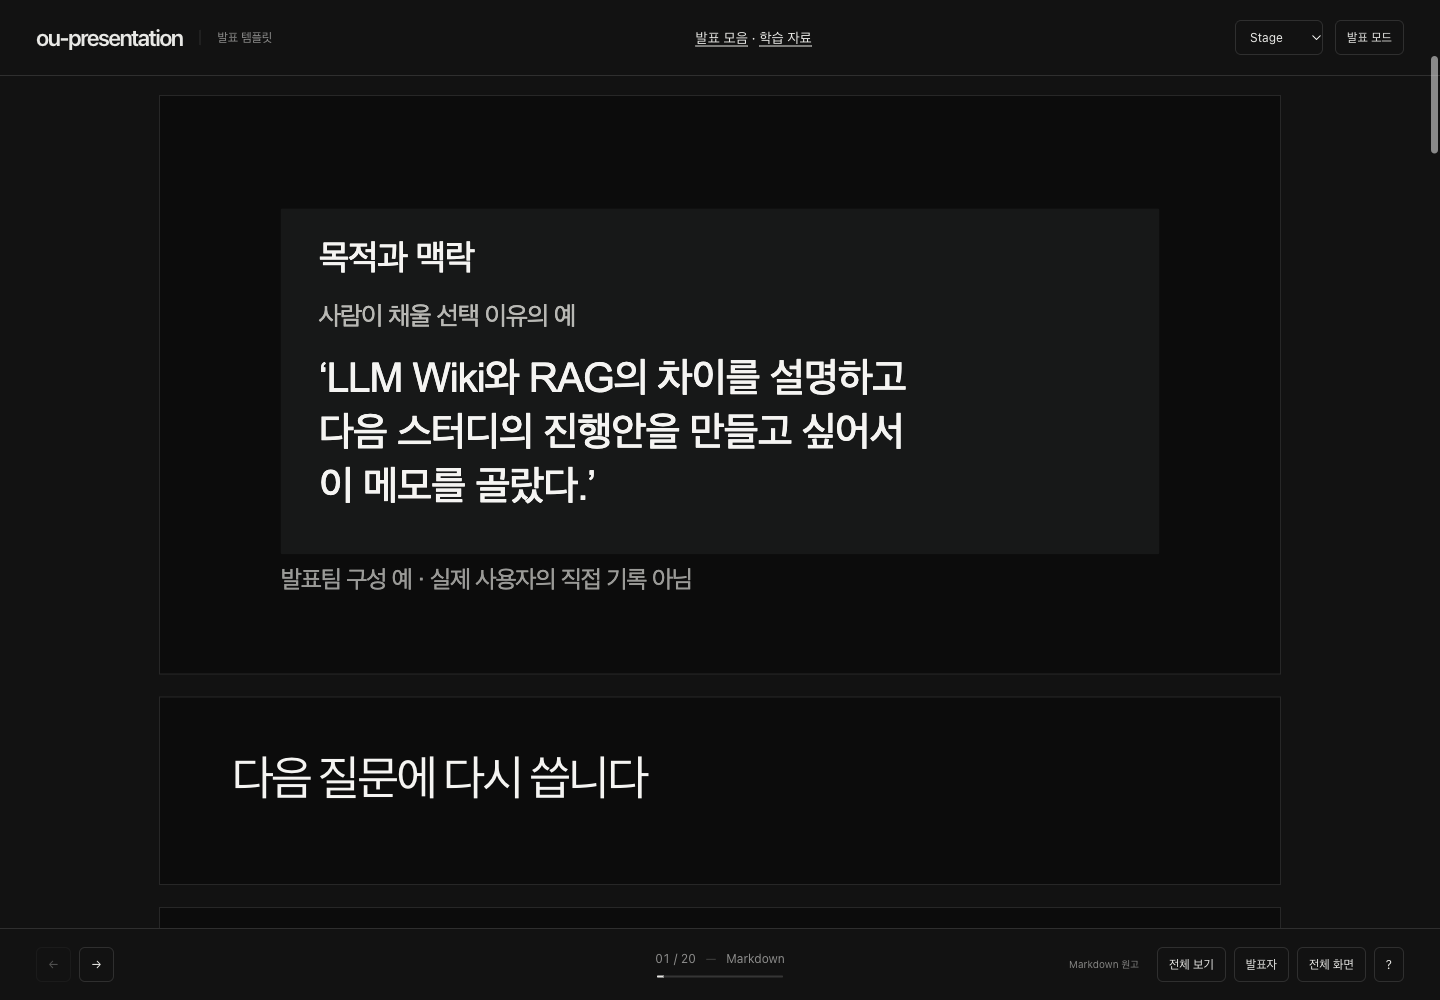 ou-presentation
발표 템플릿
발표 모음 · 학습 자료
Stage
발표 모드
목적과 맥락
사람이 채울 선택 이유의 예
‘LLM Wiki와 RAG의 차이를 설명하고
다음 스터디의 진행안을 만들고 싶어서
이 메모를 골랐다.’
발표팀 구성 예 · 실제 사용자의 직접 기록 아님
다음 질문에 다시 씁니다
←
→
01 / 20 — Markdown
Markdown 원고
전체 보기
발표자
전체 화면
?